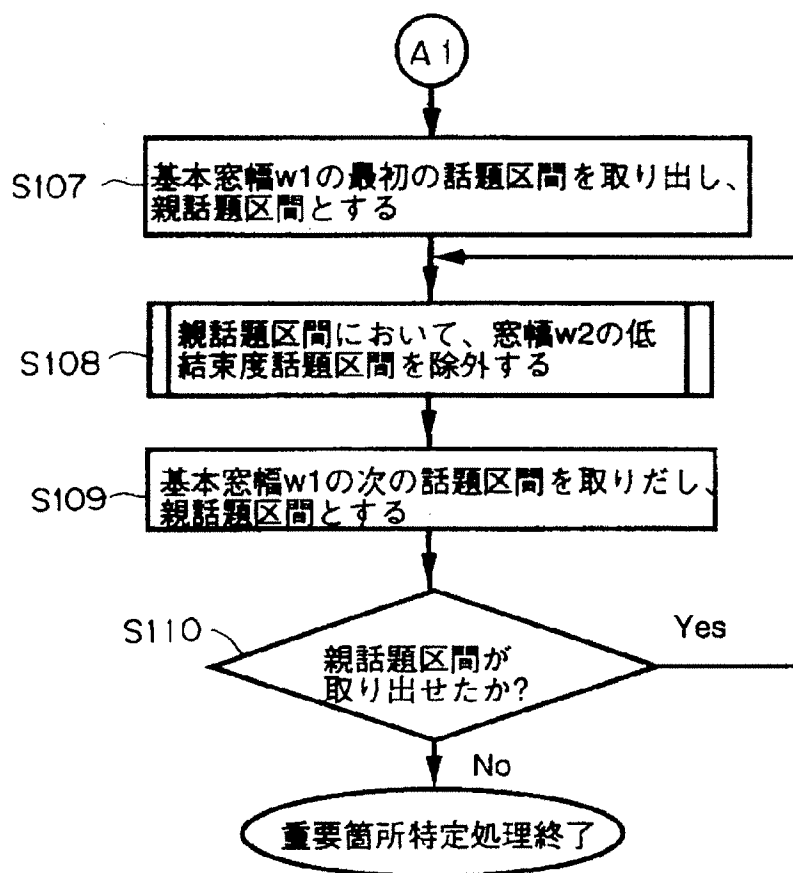 A1
S107
基本窓幅w1の最初の話題区間を取り出し、
親話題区間とする
S108
親話題区間において、窓幅w2の低
結束度話題区間を除外する
S109
基本窓幅w1の次の話題区間を取りだし、
親話題区間とする
S110
親話題区間が
取り出せたか?
Yes
No
重要箇所特定処理終了